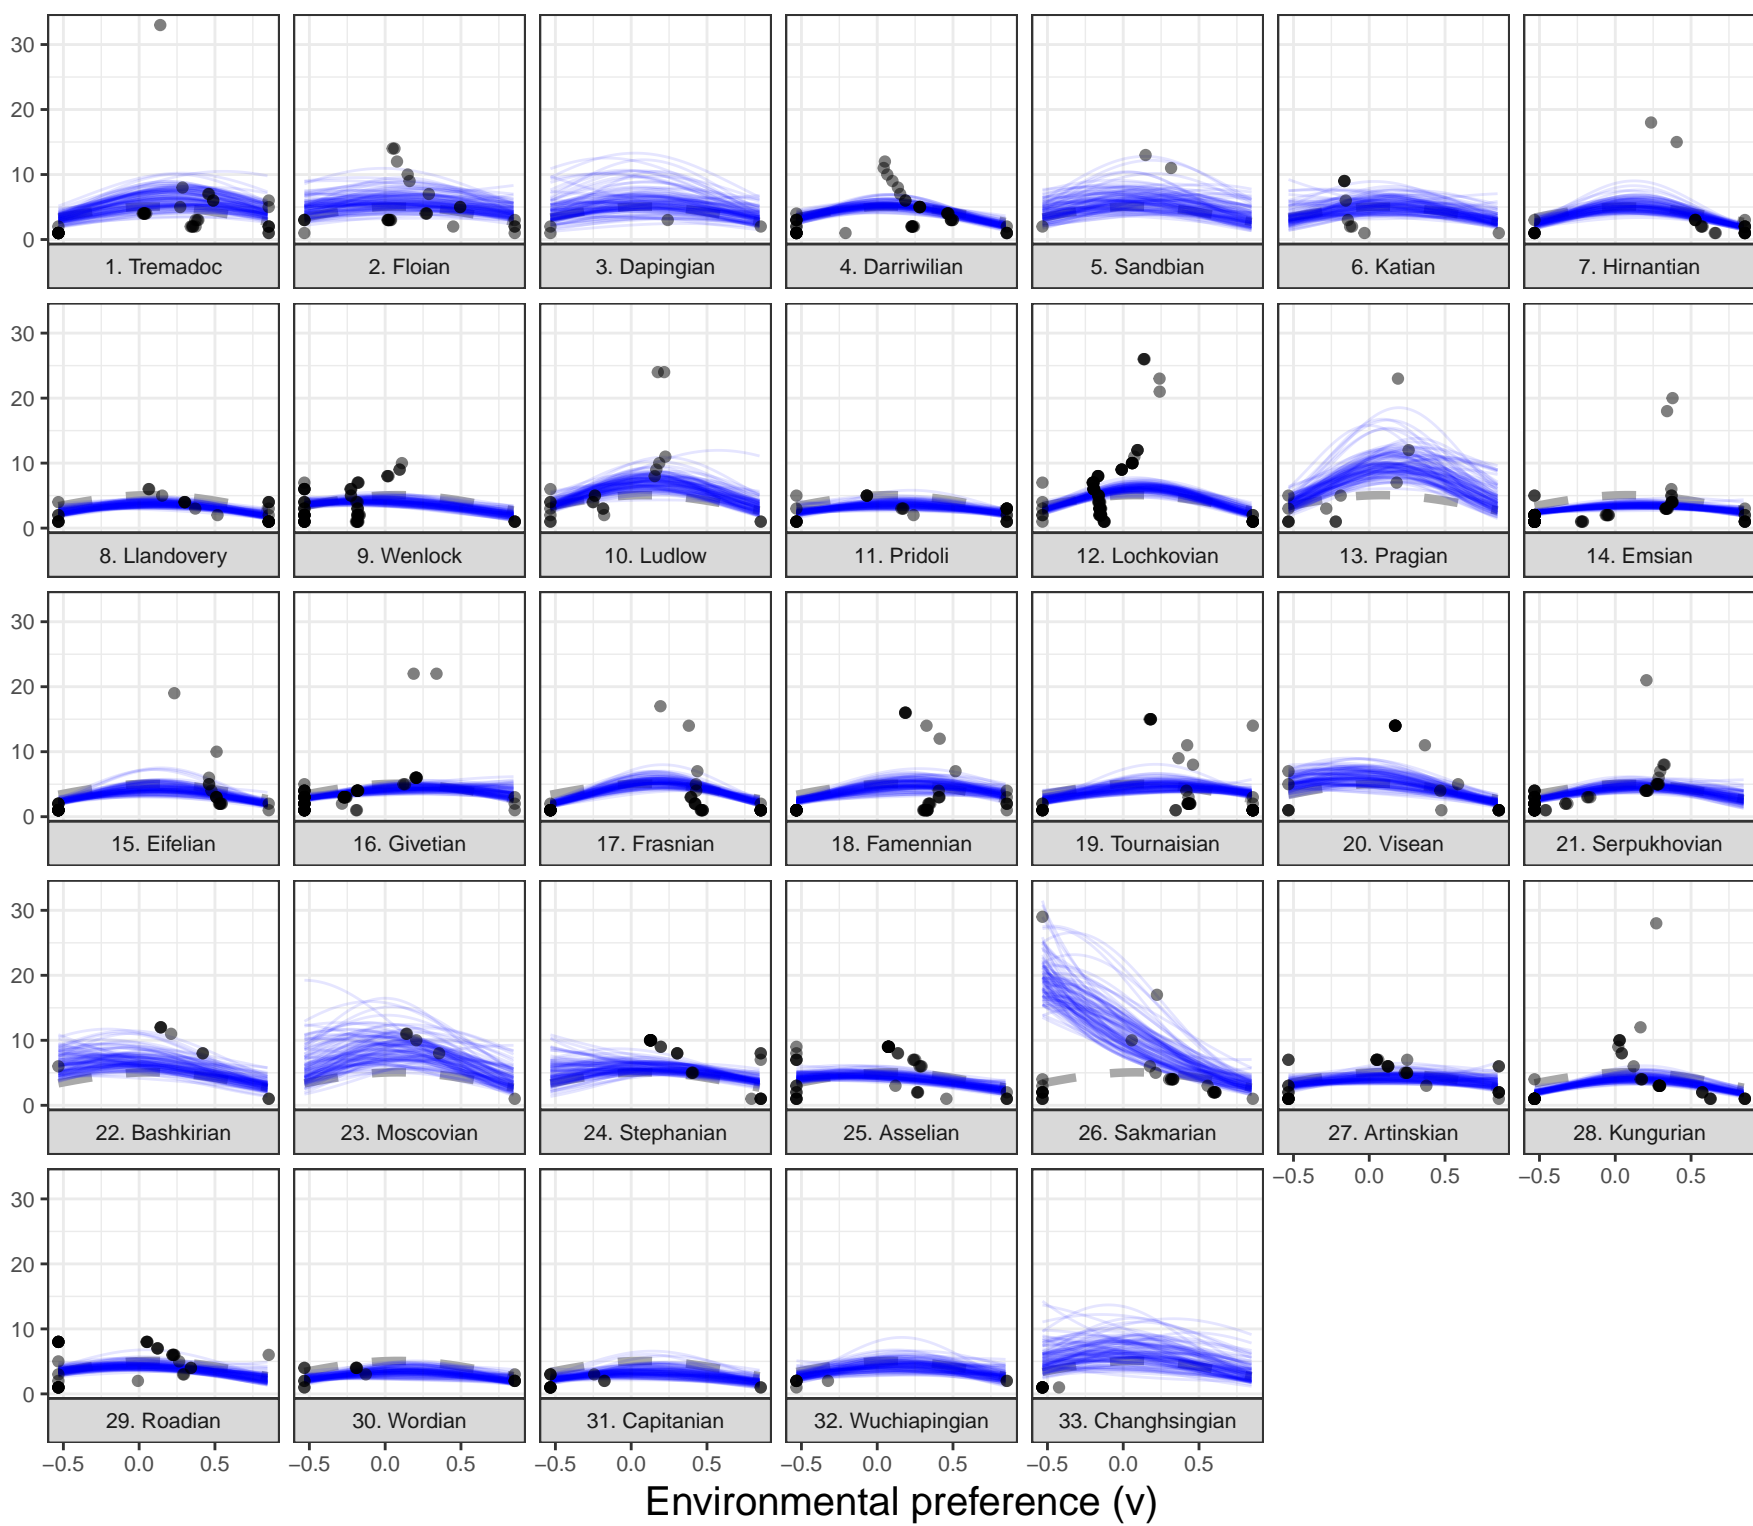 30
20
10
0
1. Tremadoc 2. Floian 3. Dapingian 4. Darriwilian 5. Sandbian 6. Katian 7. Hirnantian
30
20
10
0
8. Llandovery 9. Wenlock 10. Ludlow 11. Pridoli 12. Lochkovian 13. Pragian 14. Emsian
30
20
10
0
15. Eifelian 16. Givetian 17. Frasnian 18. Famennian 19. Tournaisian 20. Visean 21. Serpukhovian
30
20
10
0
22. Bashkirian 23. Moscovian 24. Stephanian 25. Asselian 26. Sakmarian 27. Artinskian 28. Kungurian
−0.5 0.0 0.5 −0.5 0.0 0.5
30
20
10
0
29. Roadian 30. Wordian 31. Capitanian 32. Wuchiapingian 33. Changhsingian
−0.5 0.0 0.5 −0.5 0.0 0.5 −0.5 0.0 0.5 −0.5 0.0 0.5 −0.5 0.0 0.5
Environmental preference (v)